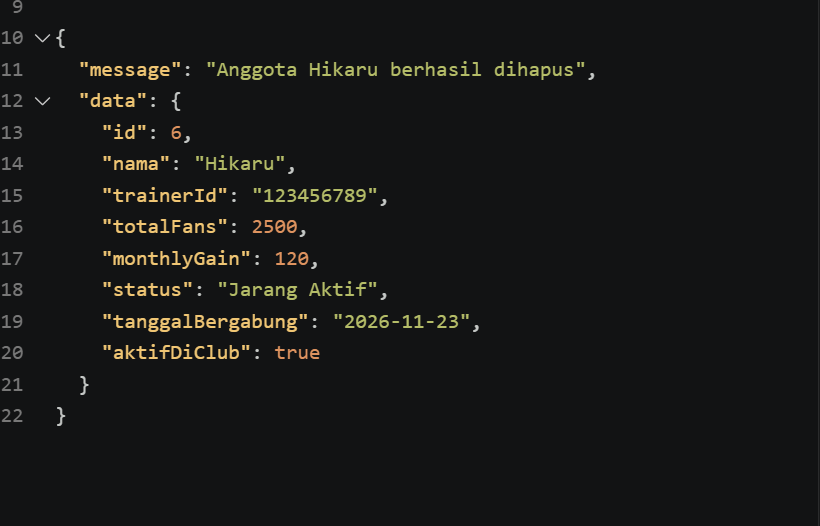 9
10 {
11 "message": "Anggota Hikaru berhasil dihapus",
12 "data": {
13 "id": 6,
14 "nama": "Hikaru",
15 "trainerId": "123456789",
16 "totalFans": 2500,
17 "monthlyGain": 120,
18 "status": "Jarang Aktif",
19 "tanggalBergabung": "2026-11-23",
20 "aktifDiClub": true
21 }
22 }